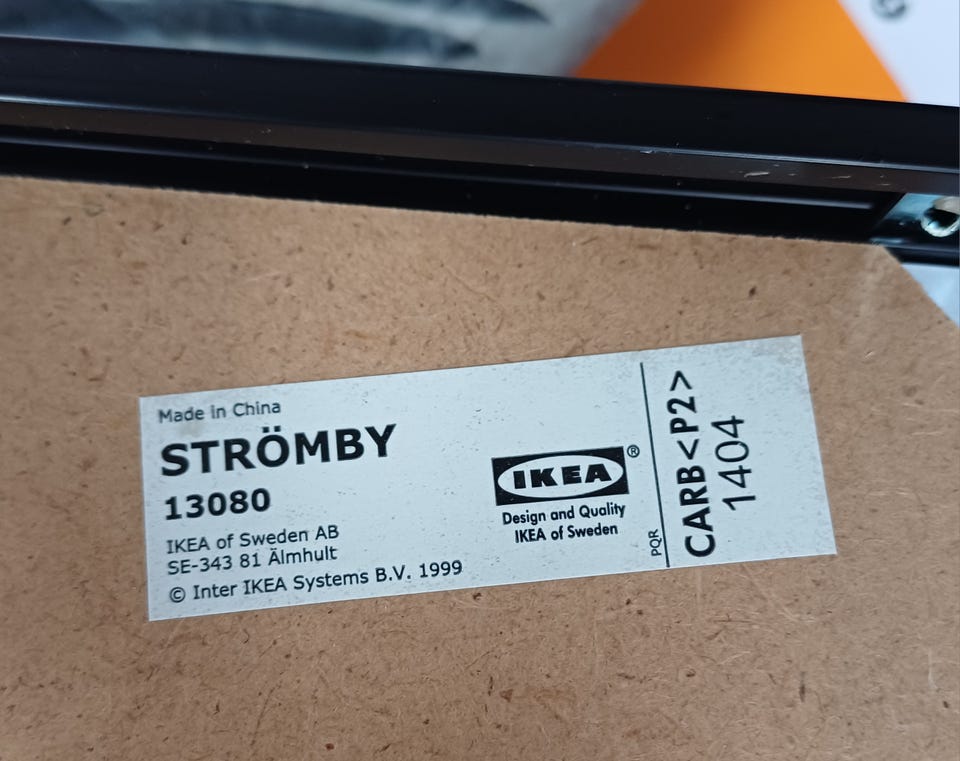 Made in China
STRÖMBY
13080
IKEA of Sweden AB
SE-343 81 Älmhult
© Inter IKEA Systems B.V. 1999
IKEA®
Design and Quality
IKEA of Sweden
PQR
CARB<P2>
1404